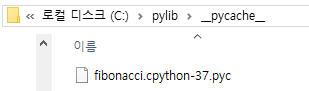 로컬 디스크 (C:) > pylib > __pycache__
이름
fibonacci.cpython-37.pyc